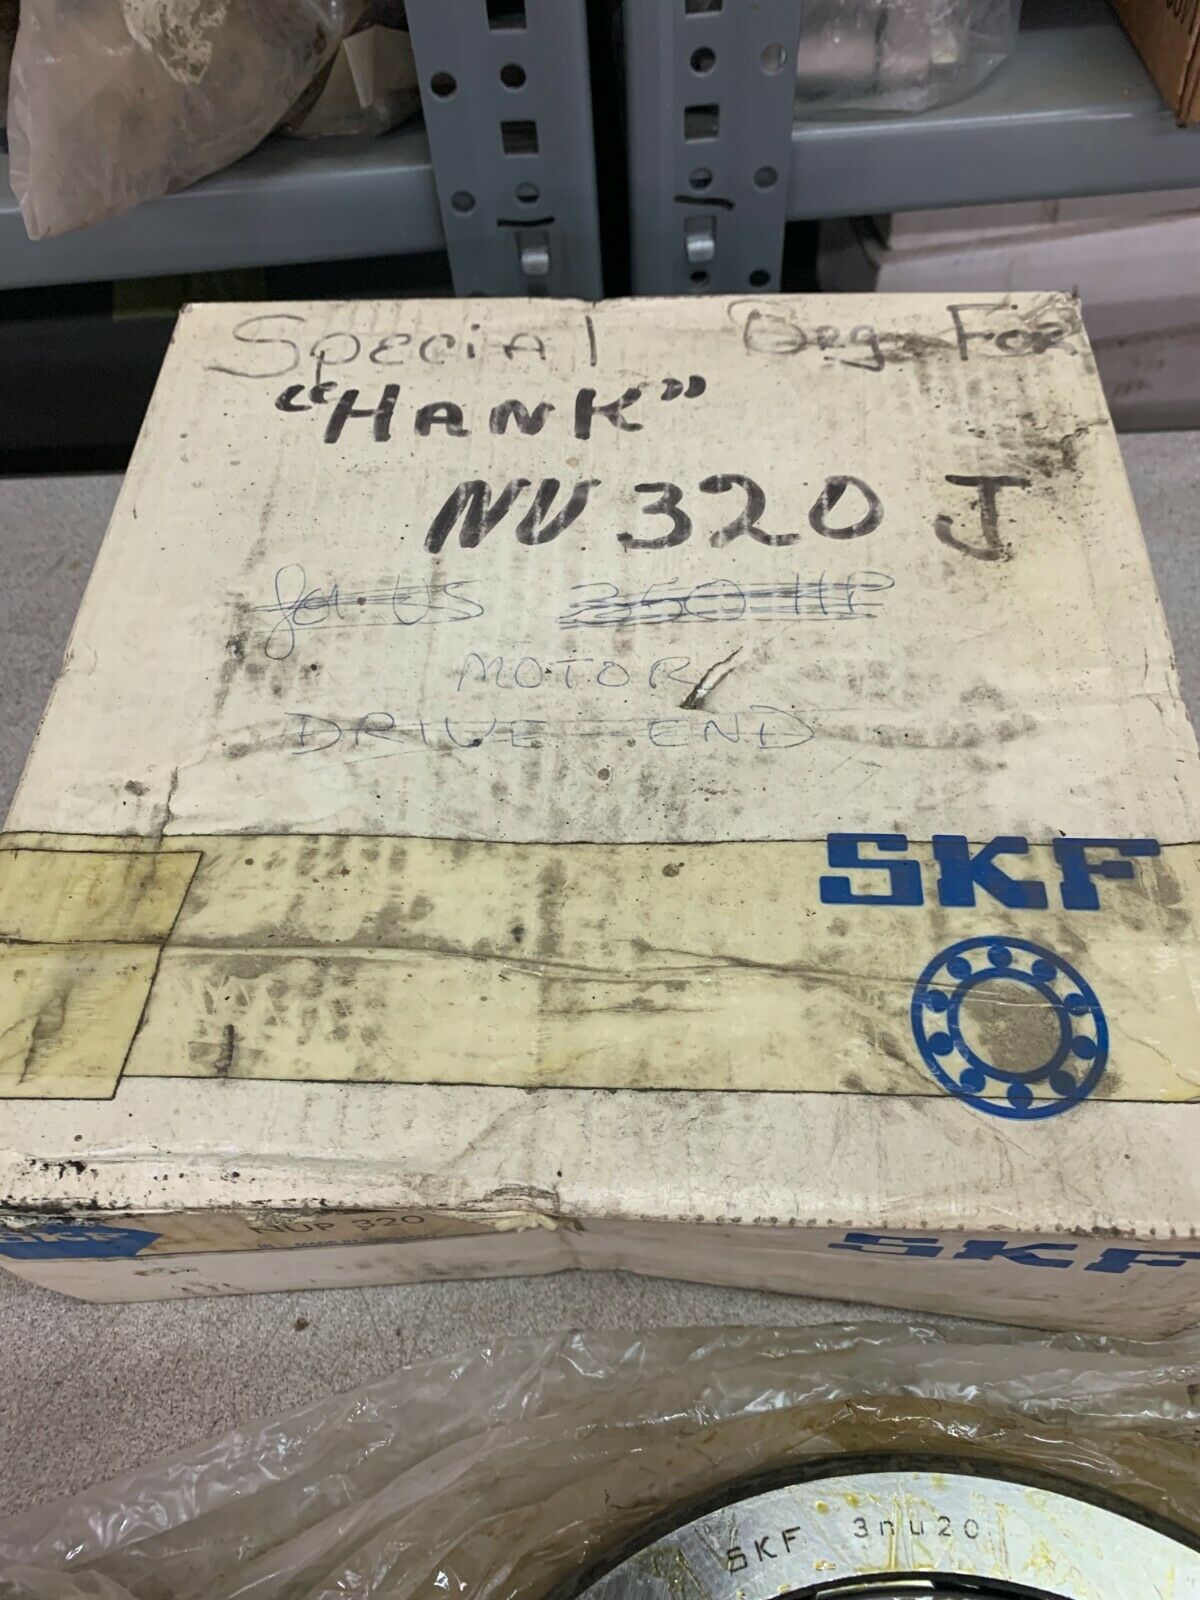 Special Brg For
"HANK"
NU 320 J
for US 350 HP
MOTOR
DRIVE END
SKF
SKF
NUP 320
SKF
SKF 3nu20